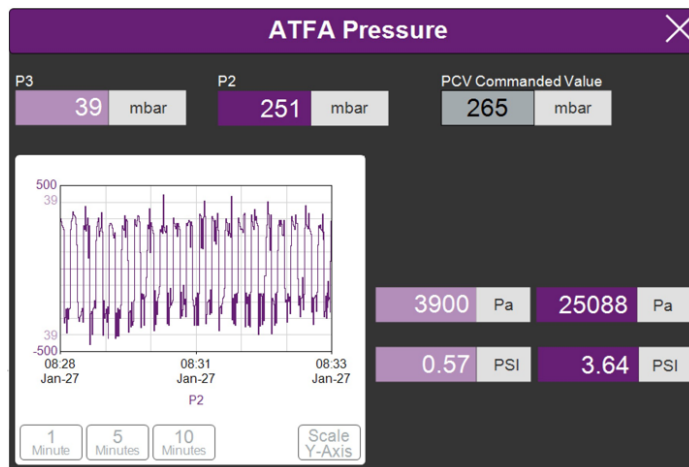 ATFA Pressure
P3
39 mbar
P2
251 mbar
PCV Commanded Value
265 mbar
500
39
39
-500
08:28
Jan-27
08:31
Jan-27
08:33
Jan-27
P2
3900 Pa 25088 Pa
0.57 PSI 3.64 PSI
1
Minute
5
Minutes
10
Minutes
Scale
Y-Axis